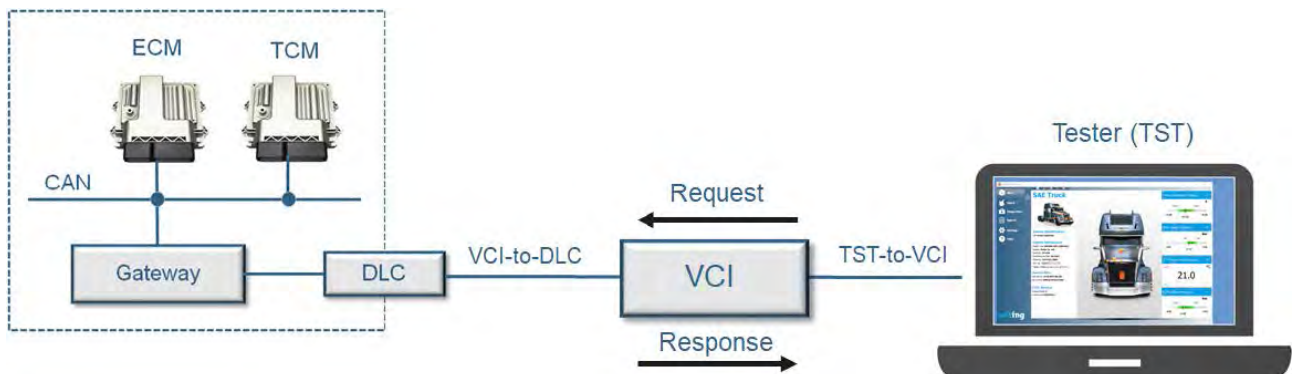 ECM
TCM
Tester (TST)
CAN
Request
SAE Truck
Gateway
DLC
VCI-to-DLC
VCI
TST-to-VCI
21.0
Response